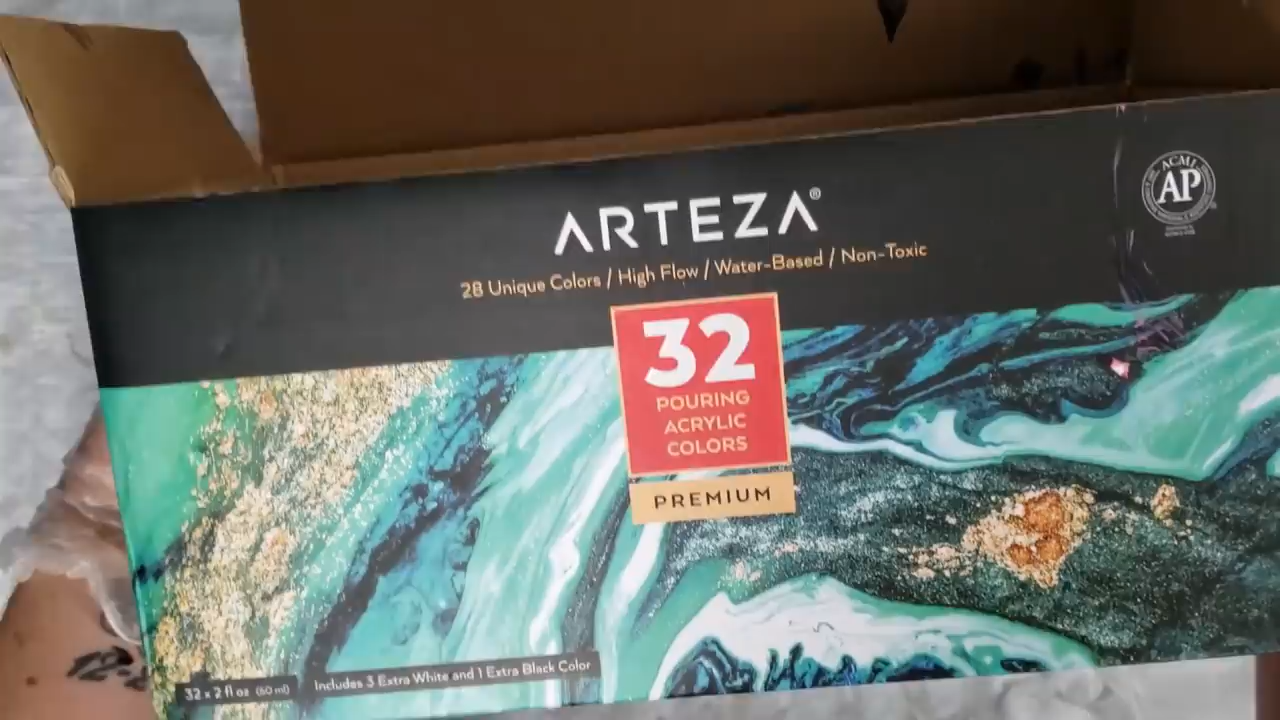 ARTEZA®
28 Unique Colors / High Flow / Water-Based / Non-Toxic
ACMI
AP
32
POURING
ACRYLIC
COLORS
PREMIUM
32 x 2 fl oz (60 ml)
Includes 3 Extra White and 1 Extra Black Color